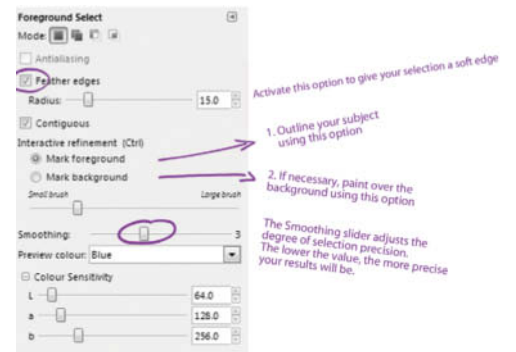 Foreground Select
Mode:
Antialiasing
Feather edges
Radius: 15.0
Activate this option to give your selection a soft edge
Contiguous
Interactive refinement (Ctrl)
Mark foreground
1. Outline your subject
using this option
Mark background
2. If necessary, paint over the
background using this option
Small brush Large brush
Smoothing: 3
The Smoothing slider adjusts the
degree of selection precision.
The lower the value, the more precise
your results will be.
Preview colour: Blue
Colour Sensitivity
L 64.0
a 128.0
b 256.0